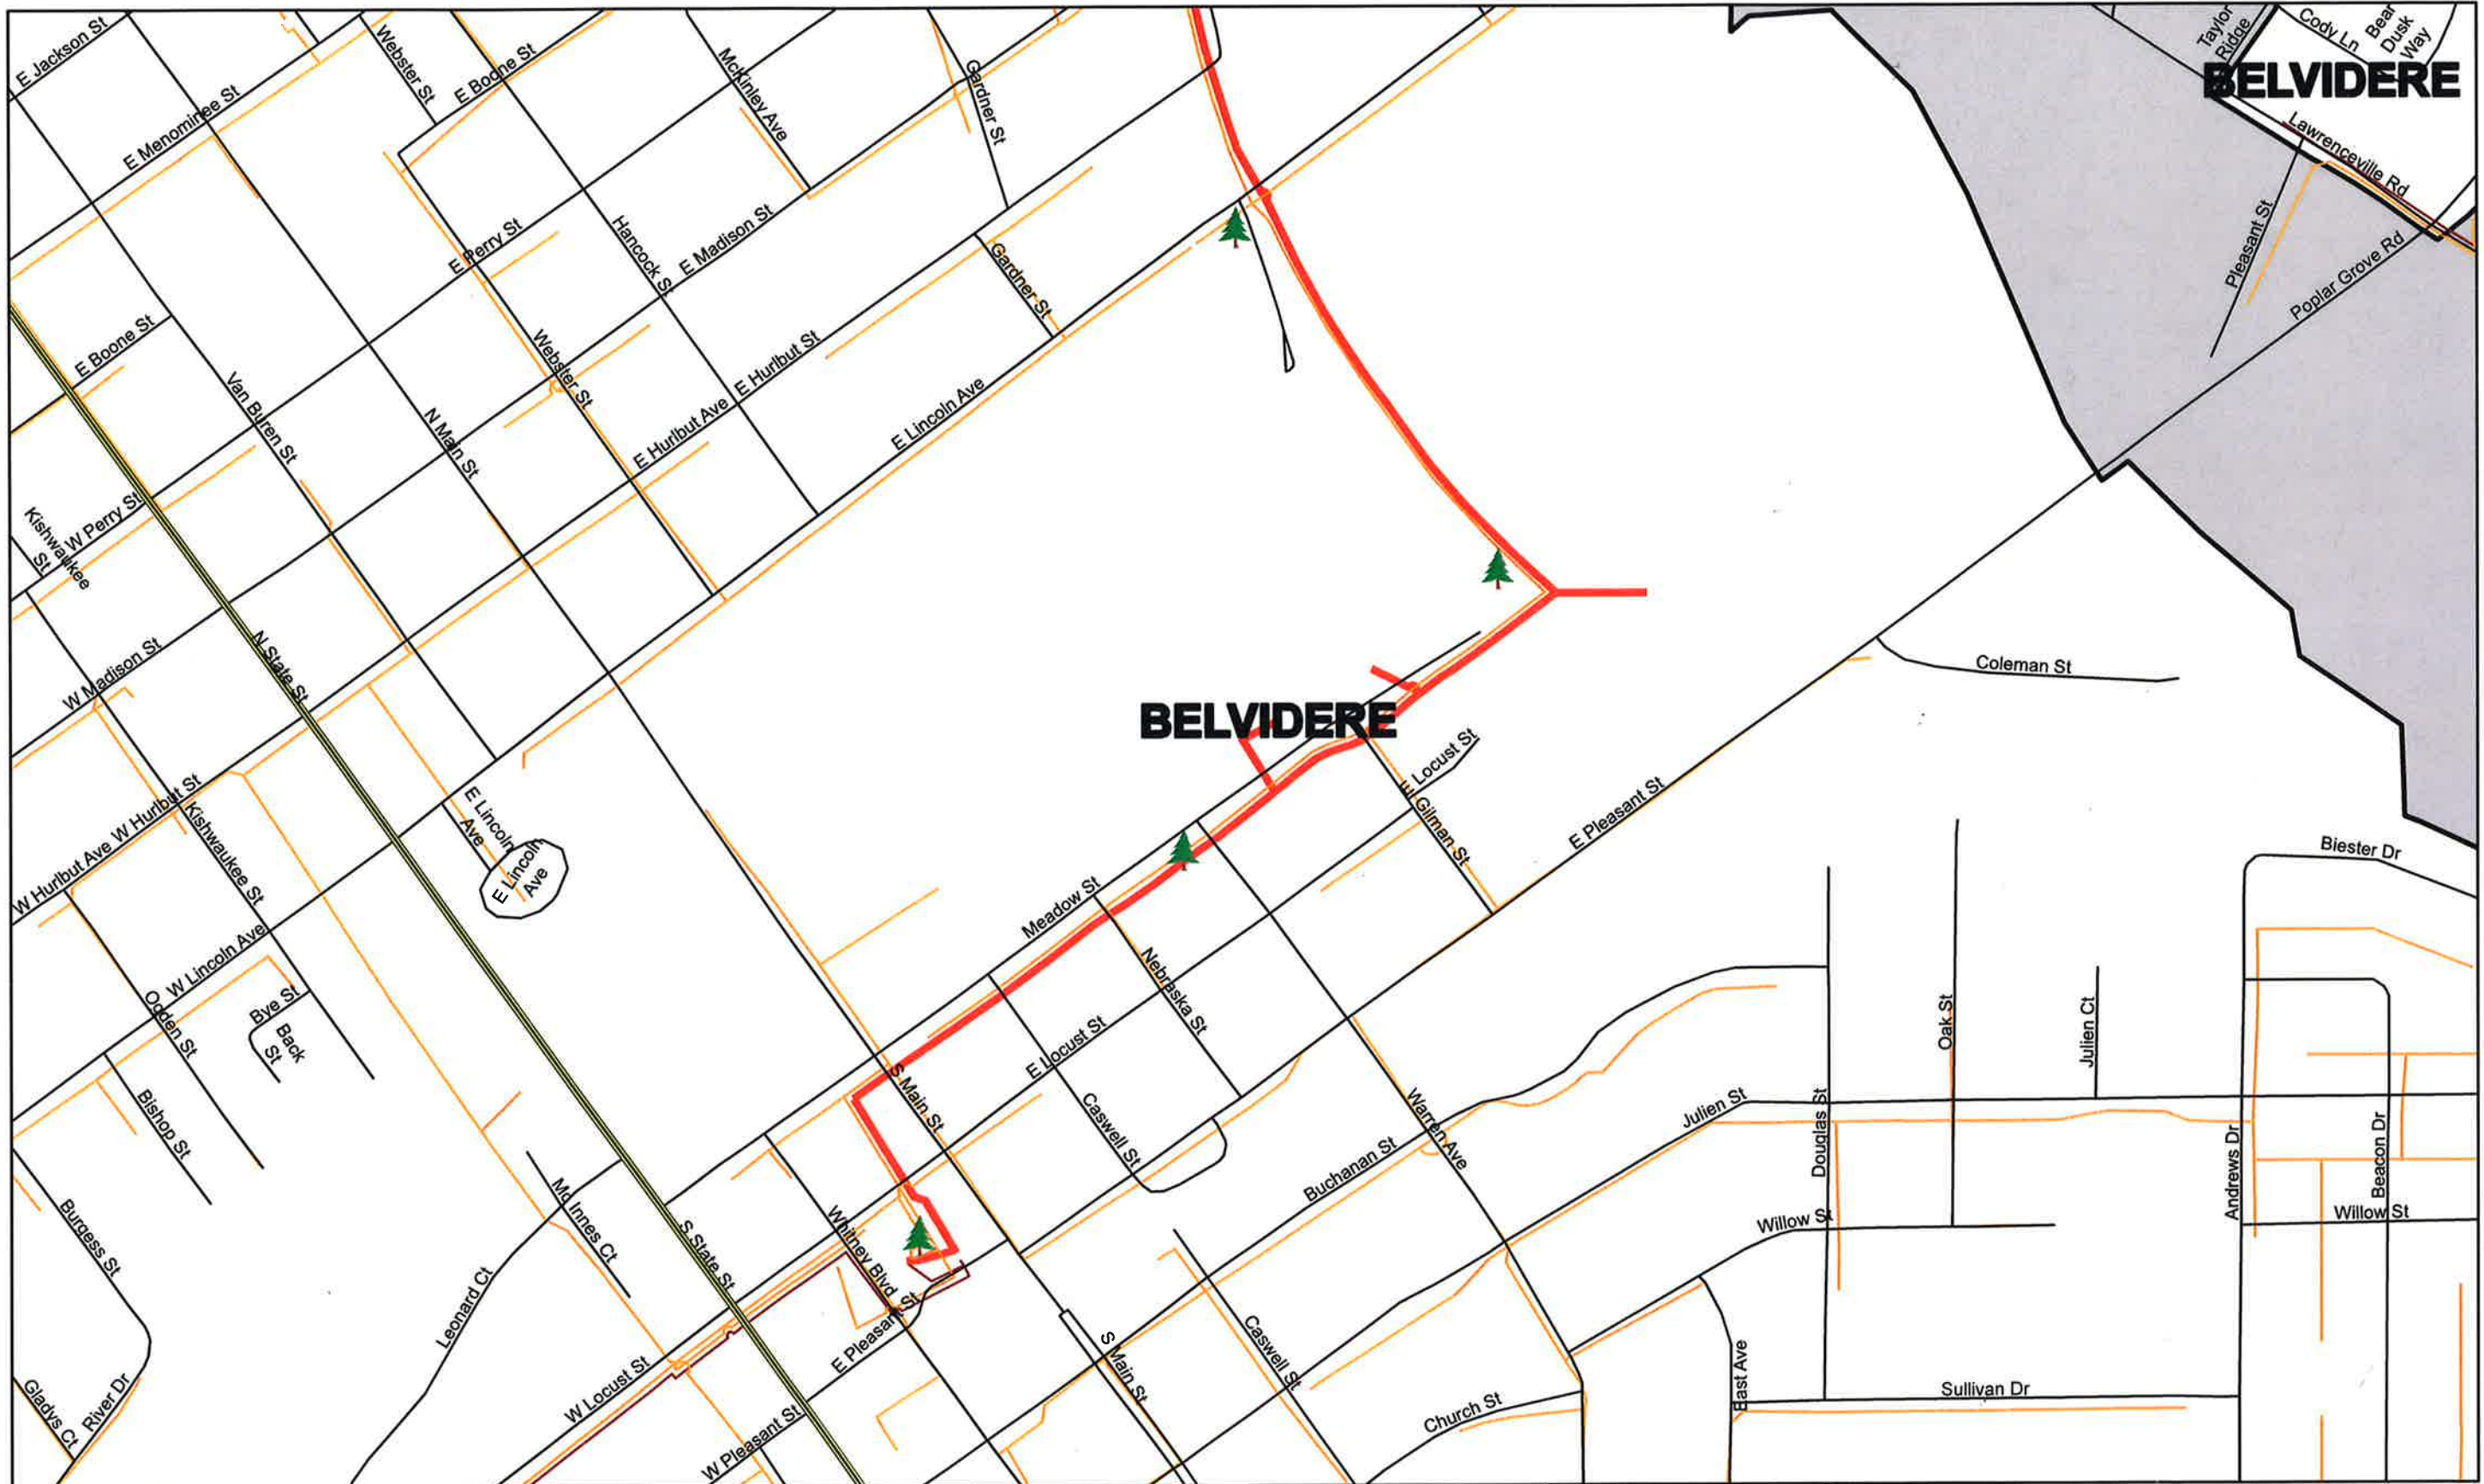 E Jackson St
Webster St
E Boone St
McKinley Ave
Gardner St
Taylor
Ridge
Cody Ln
Bear
Dusk
Way
BELVIDERE
E Menominee St
Lawrenceville Rd
Pleasant St
Poplar Grove Rd
E Perry St
Hancock St
E Madison St
Gardner St
E Boone St
Van Buren St
Webster St
E Hurlbut St
E Hurlbut Ave
E Lincoln Ave
N Main St
W Perry St
Kishwaukee
St
W Madison St
N State St
Coleman St
BELVIDERE
E Locust St
Gilman St
E Pleasant St
W Hurlbut Ave
W Hurlbut St
Kishwaukee St
E Lincoln
Ave
E Lincoln
Ave
Biester Dr
Meadow St
Nebraska St
W Lincoln Ave
Ogden St
Bye St
Back
St
E Locust St
Oak St
Julien Ct
Bishop St
S Main St
Caswell St
Warren Ave
Julien St
Douglas St
Andrews Dr
Beacon Dr
Buchanan St
Burgess St
Mc Innes Ct
Whitney Blvd
S State St
Willow St
Willow St
Leonard Ct
E Pleasant St
S Main St
Caswell St
East Ave
Gladys Ct
River Dr
W Locust St
W Pleasant St
Church St
Sullivan Dr